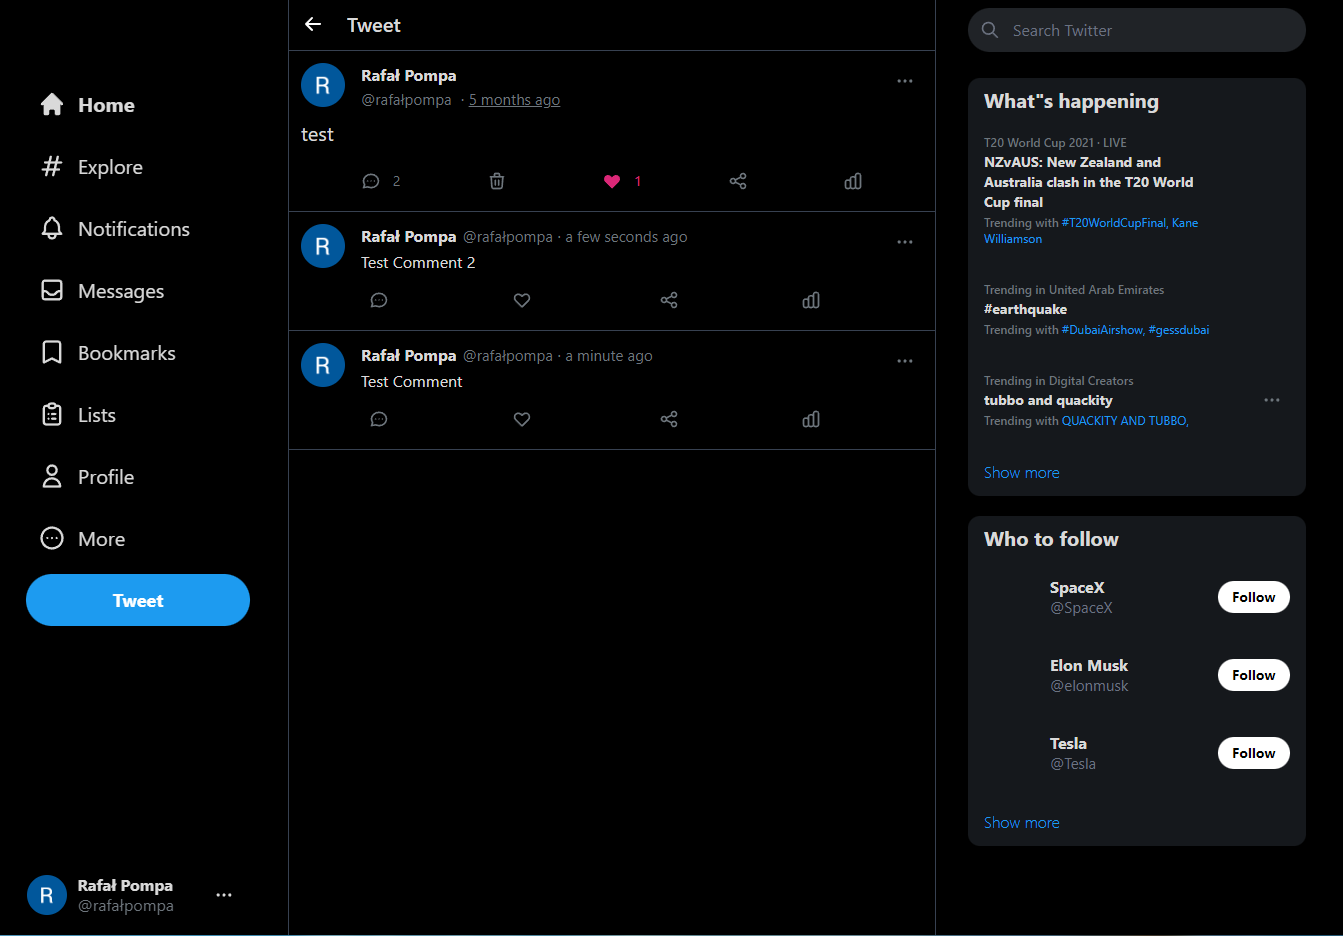 Home
Explore
Notifications
Messages
Bookmarks
Lists
Profile
More
Tweet
R
Rafał Pompa
@rafałpompa
Tweet
R
Rafał Pompa
@rafałpompa · 5 months ago
test
2
1
R
Rafał Pompa @rafałpompa · a few seconds ago
Test Comment 2
R
Rafał Pompa @rafałpompa · a minute ago
Test Comment
Search Twitter
What"s happening
T20 World Cup 2021 · LIVE
NZvAUS: New Zealand and
Australia clash in the T20 World
Cup final
Trending with #T20WorldCupFinal, Kane
Williamson
Trending in United Arab Emirates
#earthquake
Trending with #DubaiAirshow, #gessdubai
Trending in Digital Creators
tubbo and quackity
Trending with QUACKITY AND TUBBO,
Show more
Who to follow
SpaceX
@SpaceX
Follow
Elon Musk
@elonmusk
Follow
Tesla
@Tesla
Follow
Show more